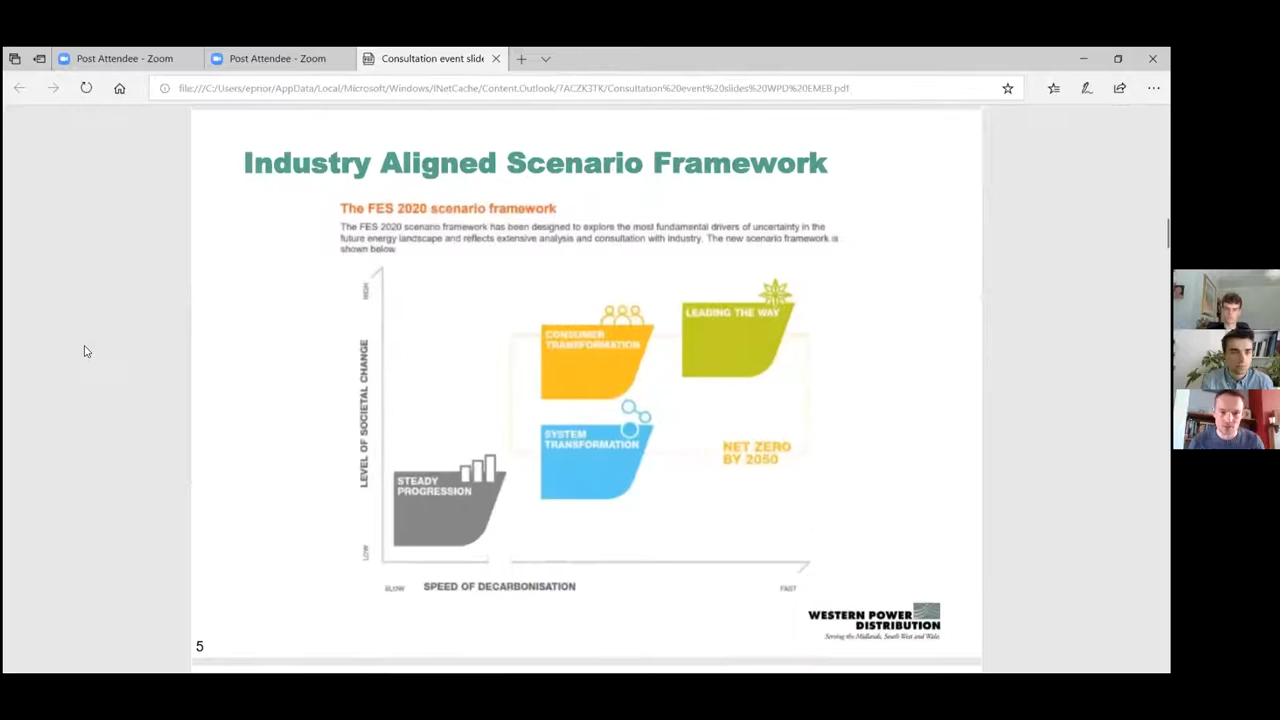 Post Attendee - Zoom
Post Attendee - Zoom
Consultation event slide
file:///C:/Users/eprior/AppData/Local/Microsoft/Windows/INetCache/Content.Outlook/7ACZK3TK/Consultation%20event%20slides%20WPD%20EMEB.pdf
Industry Aligned Scenario Framework
The FES 2020 scenario framework
The FES 2020 scenario framework has been designed to explore the most fundamental drivers of uncertainty in the
future energy landscape and reflects extensive analysis and consultation with industry. The new scenario framework is
shown below
HIGH
LEVEL OF SOCIETAL CHANGE
LOW
LEADING THE WAY
CONSUMER
TRANSFORMATION
SYSTEM
TRANSFORMATION
NET ZERO
BY 2050
STEADY
PROGRESSION
SLOW
SPEED OF DECARBONISATION
FAST
WESTERN POWER
DISTRIBUTION
Serving the Midlands, South West and Wales
5